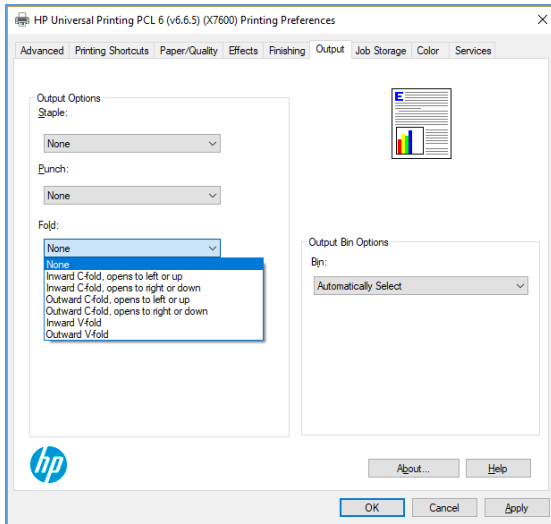 HP Universal Printing PCL 6 (v6.6.5) (X7600) Printing Preferences
Advanced Printing Shortcuts Paper/Quality Effects Finishing Output Job Storage Color Services
Output Options
Staple:
None
Punch:
None
Fold:
None
None
Inward C-fold, opens to left or up
Inward C-fold, opens to right or down
Outward C-fold, opens to left or up
Outward C-fold, opens to right or down
Inward V-fold
Outward V-fold
E
Output Bin Options
Bin:
Automatically Select
hp
About... Help
OK Cancel Apply